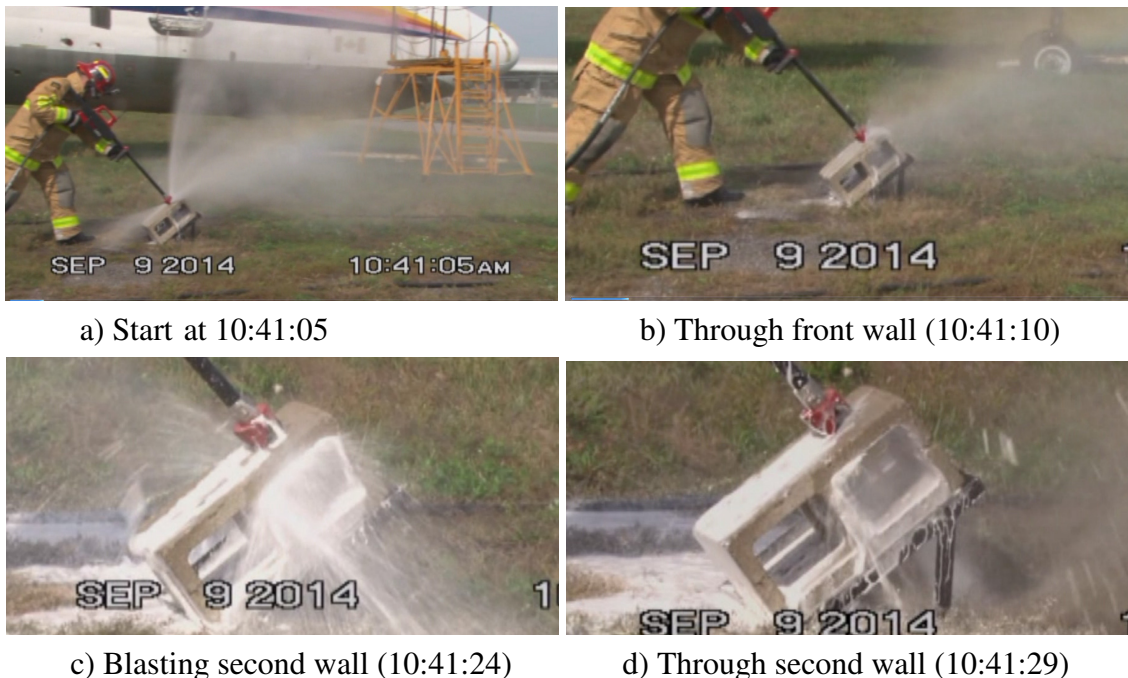 SEP 9 2014 10:41:05AM
a) Start at 10:41:05
SEP 9 2014
b) Through front wall (10:41:10)
SEP 9 2014 1
c) Blasting second wall (10:41:24)
SEP 9 2014
d) Through second wall (10:41:29)